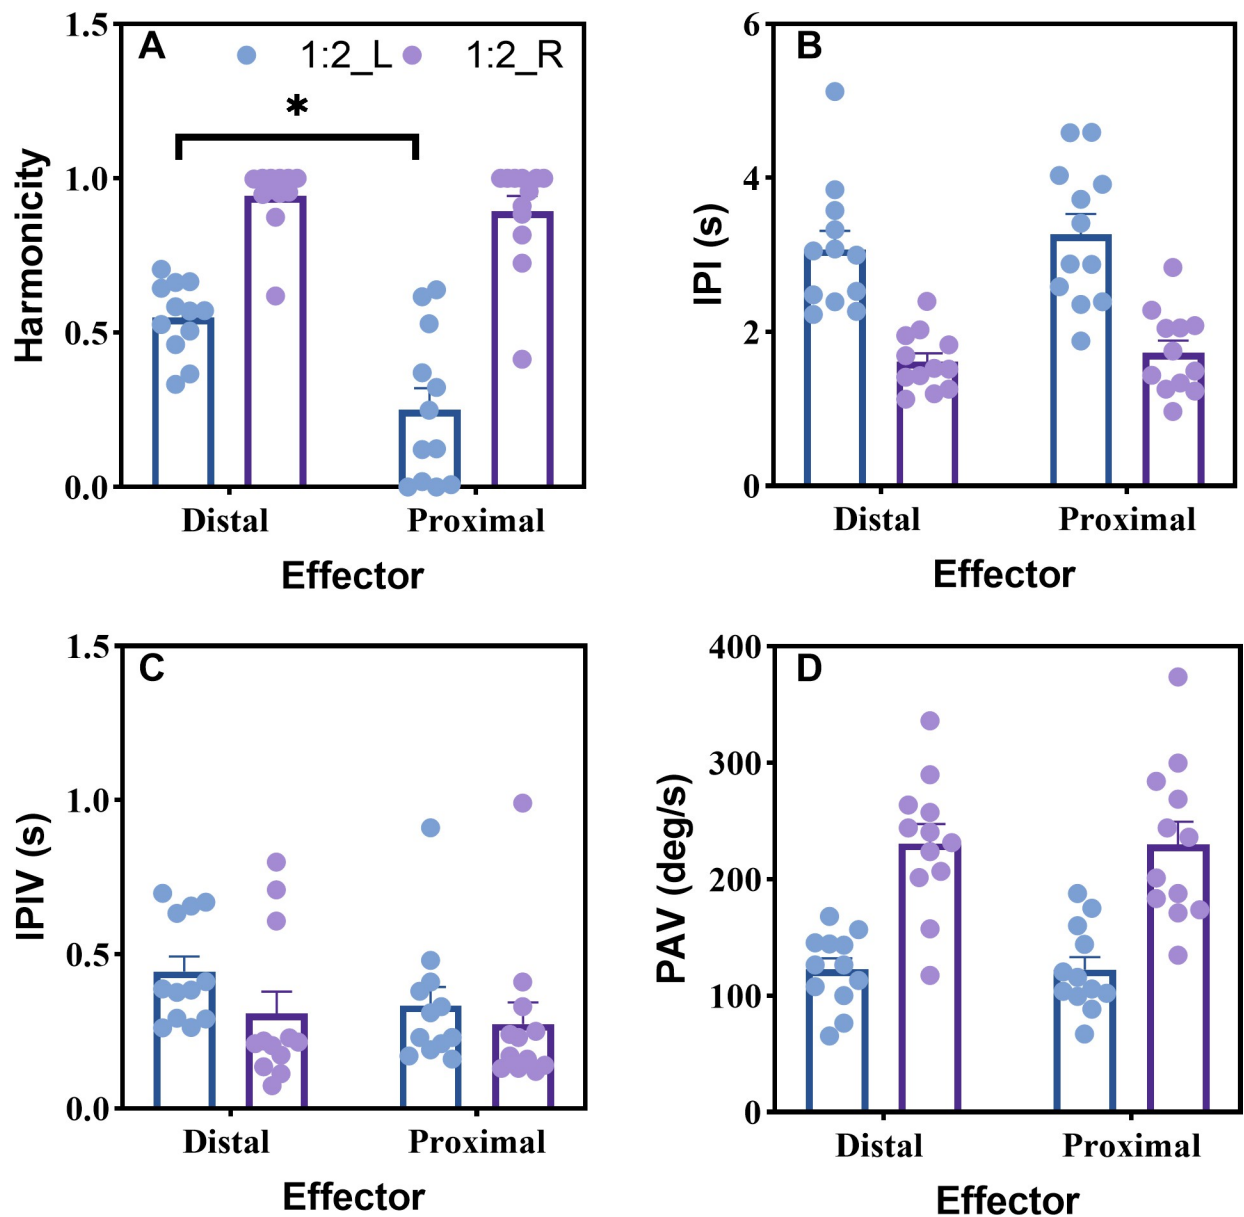 A
1:2_L 1:2_R
*
Harmonicity
1.5
1.0
0.5
0.0
Distal Proximal
Effector
B
IPI (s)
6
4
2
0
Distal Proximal
Effector
C
IPIV (s)
1.5
1.0
0.5
0.0
Distal Proximal
Effector
D
PAV (deg/s)
400
300
200
100
0
Distal Proximal
Effector